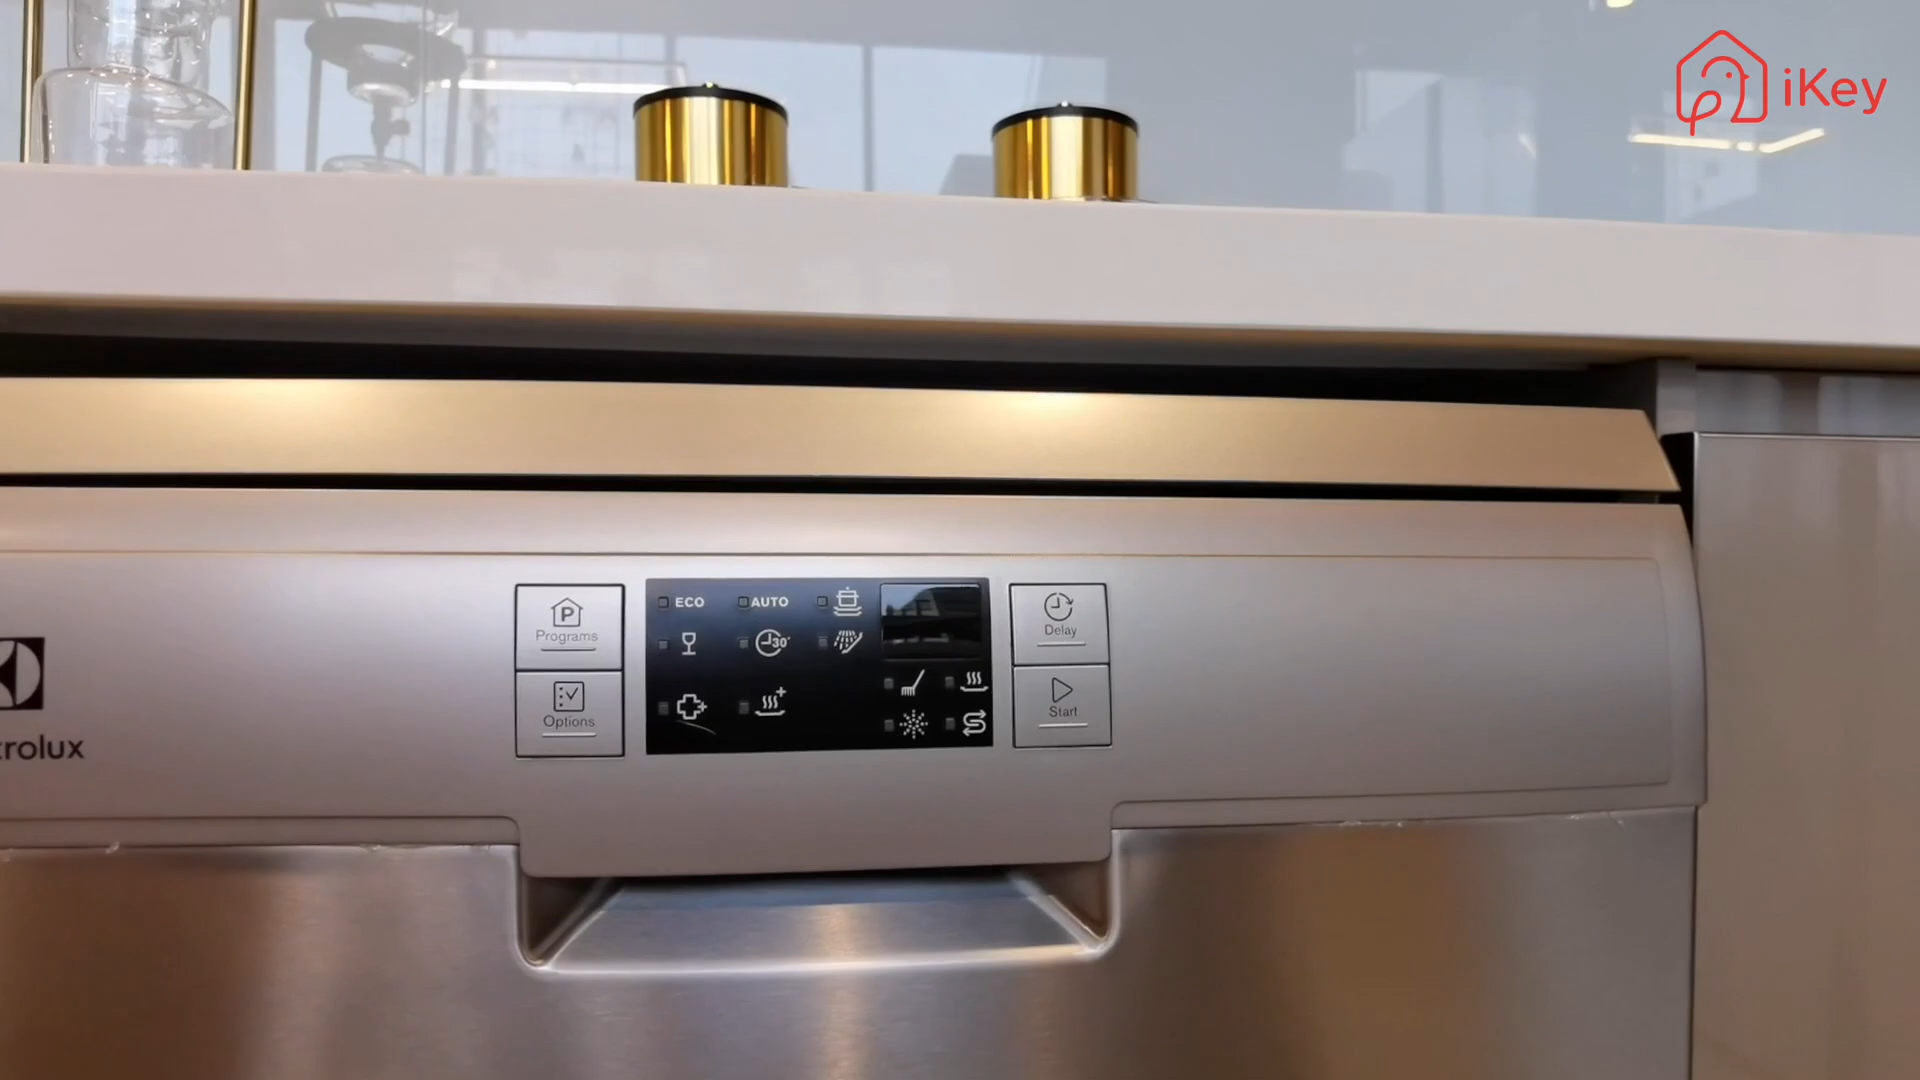 iKey
ECO
AUTO
30'
P
Programs
Delay
Options
Start
trolux